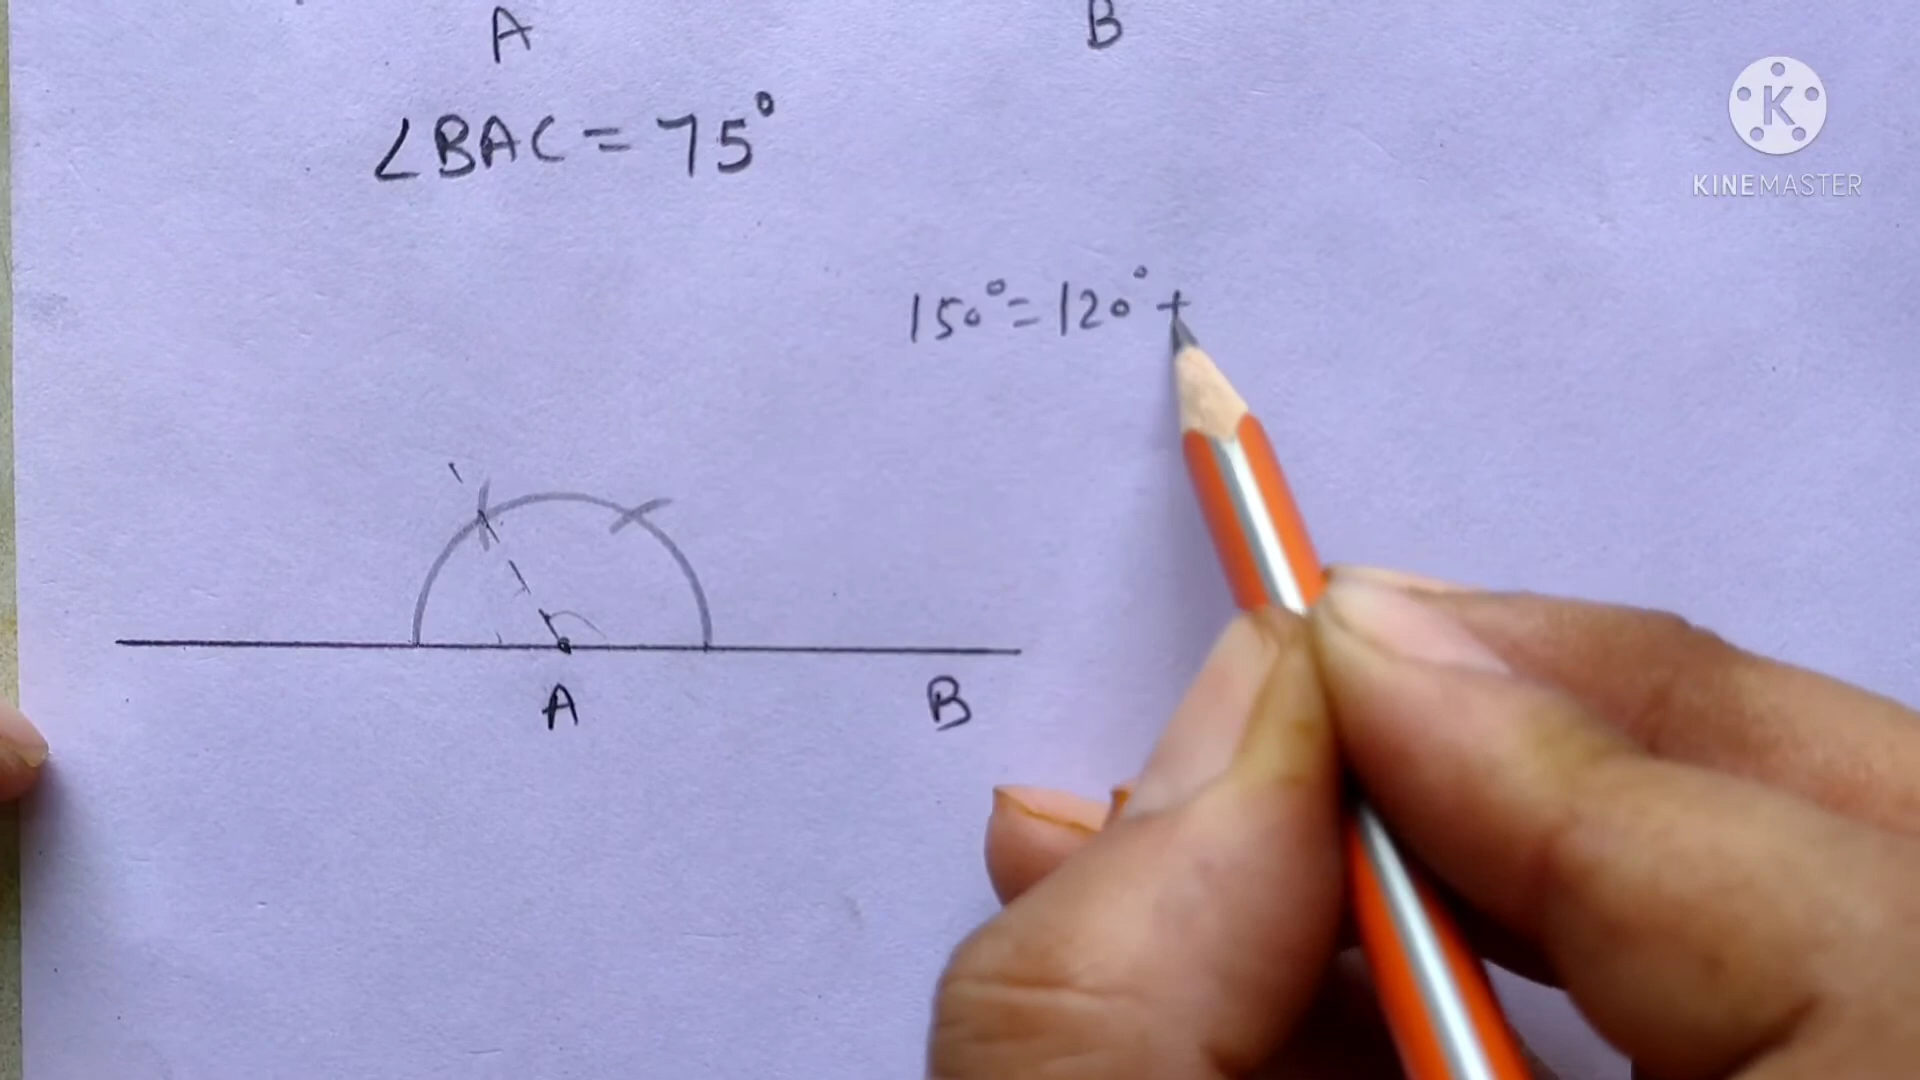 A B
∠BAC = 75°
KINEMASTER
150° = 120° +
A B